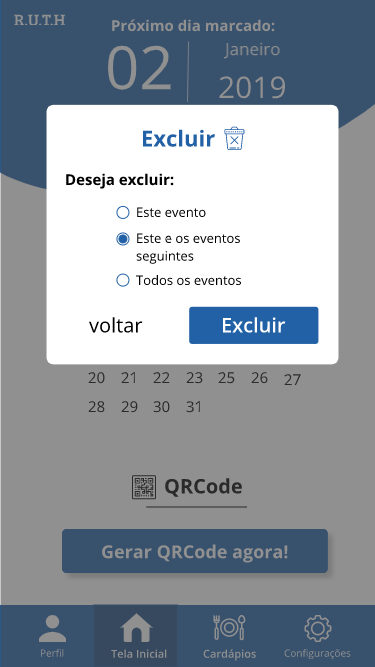 R.U.T.H
Próximo dia marcado:
02
Janeiro
2019
Excluir
Deseja excluir:
Este evento
Este e os eventos
seguintes
Todos os eventos
voltar
Excluir
20 21 22 23 25 26 27
28 29 30 31
QRCode
Gerar QRCode agora!
Perfil
Tela Inicial
Cardápios
Configurações